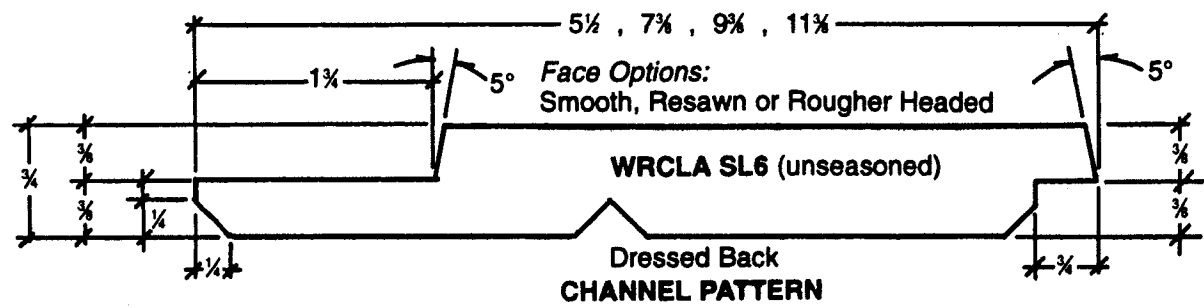 5½ , 7⅜ , 9⅜ , 11⅜
1¾
5°
Face Options:
5°
Smooth, Resawn or Rougher Headed
⅜
⅜
¾
WRCLA SL6 (unseasoned)
⅜
⅛
¼
⅜
Dressed Back
¼
¾
CHANNEL PATTERN